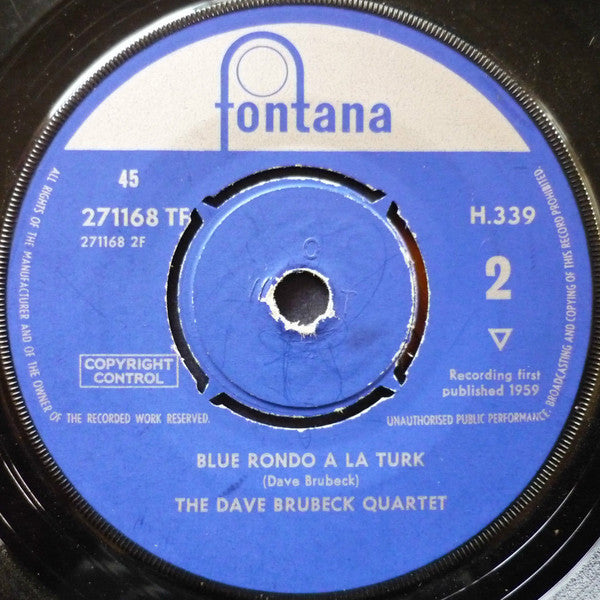 fontana
45
271168 TF
271168 2F
H.339
2
COPYRIGHT
CONTROL
Recording first
published 1959
ALL RIGHTS OF THE MANUFACTURER AND OF THE OWNER OF THE RECORDED WORK RESERVED.
UNAUTHORISED PUBLIC PERFORMANCE, BROADCASTING AND COPYING OF THIS RECORD PROHIBITED.
BLUE RONDO A LA TURK
(Dave Brubeck)
THE DAVE BRUBECK QUARTET